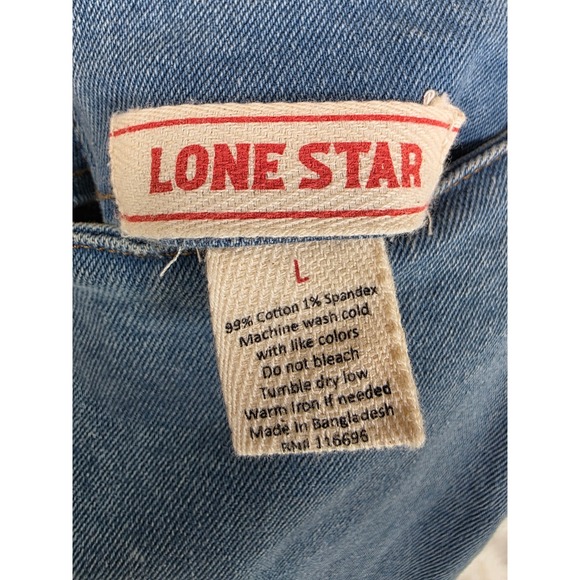 LONE STAR
L
99% Cotton 1% Spandex
Machine wash cold
with like colors
Do not bleach
Tumble dry low
Warm Iron if needed
Made in Bangladesh
RN# 116696